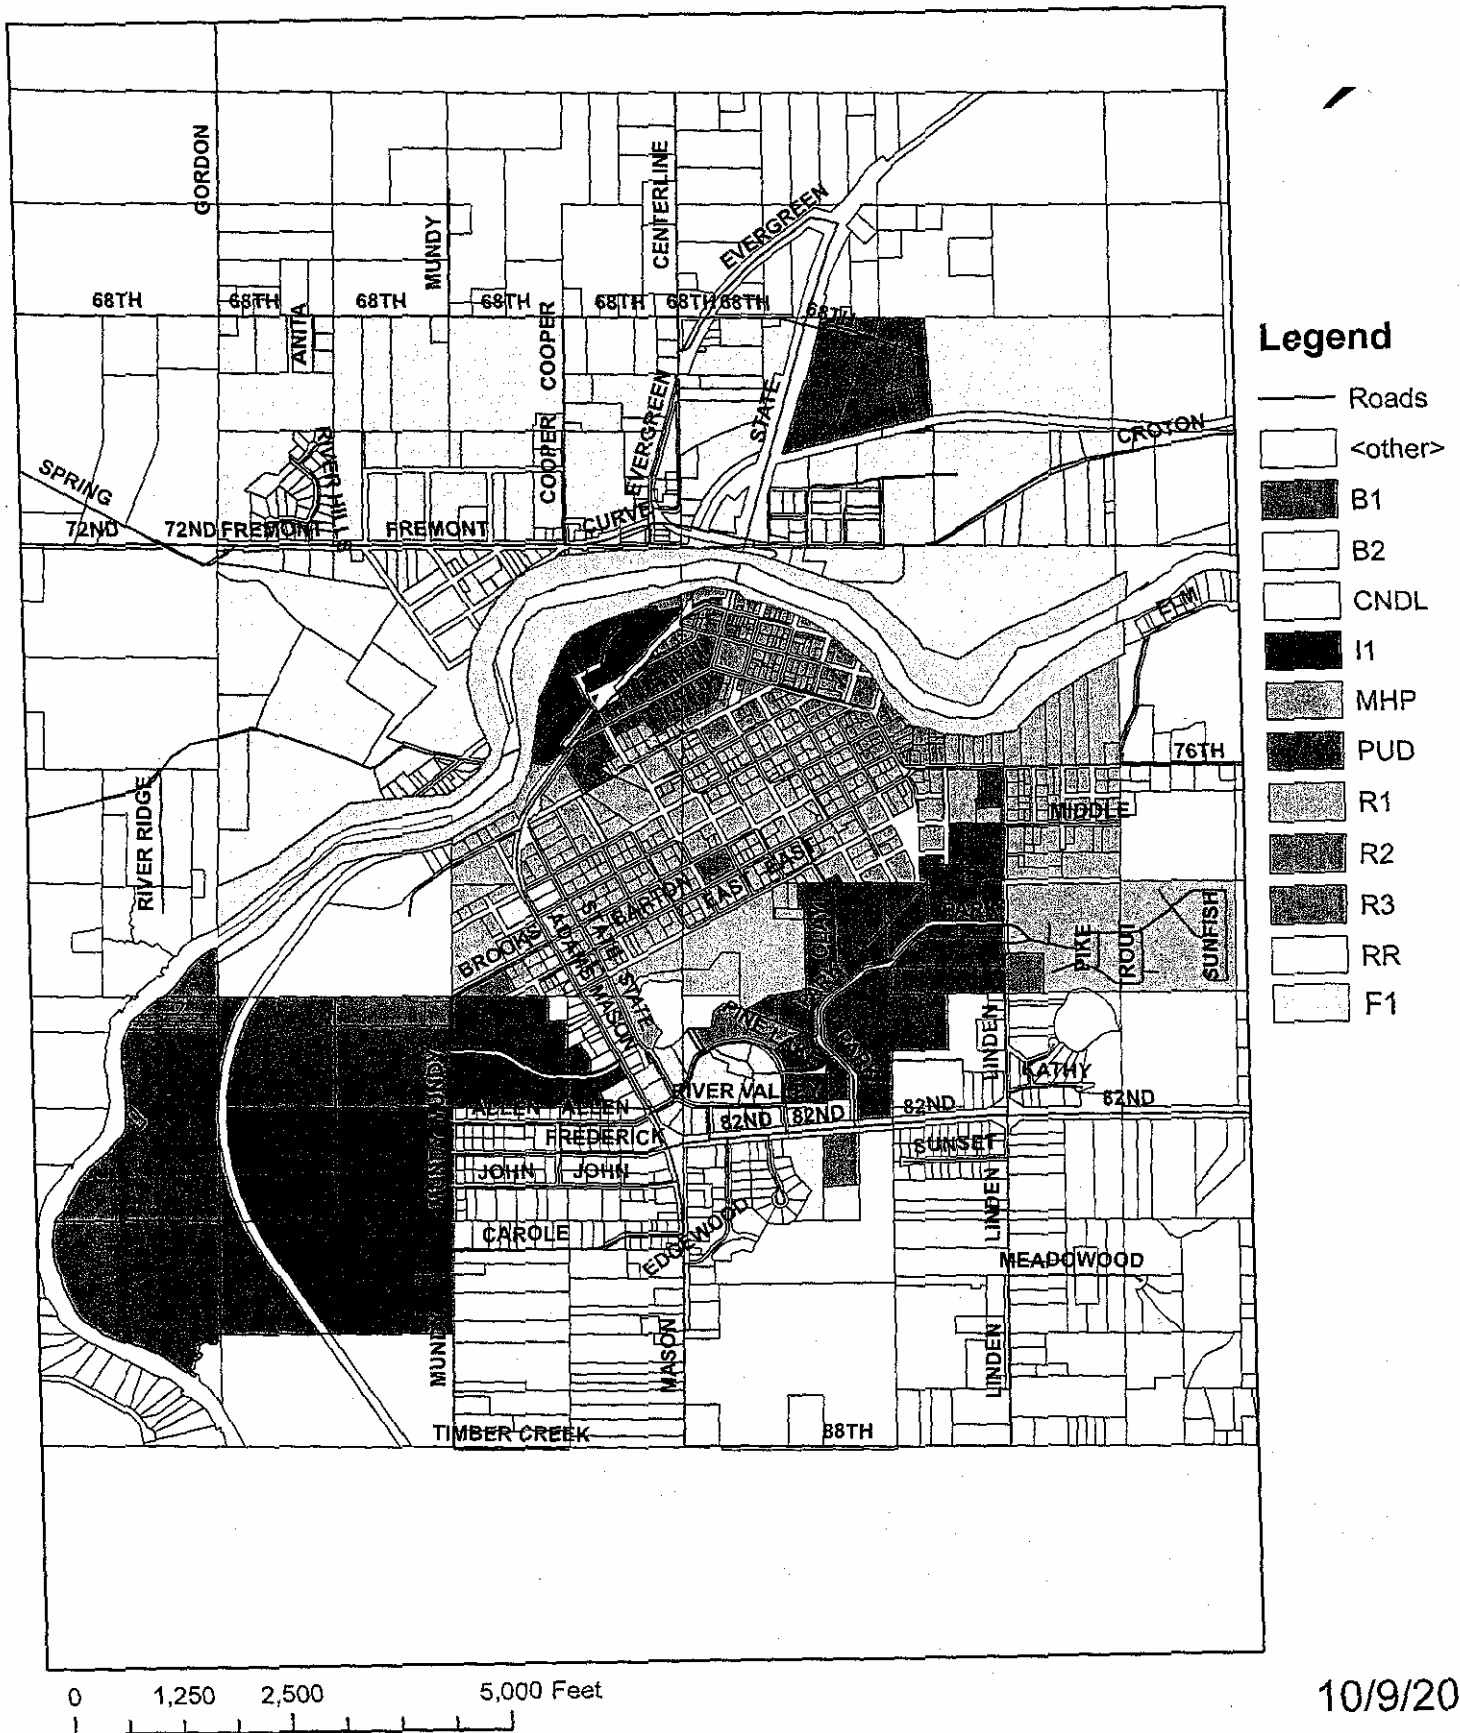 GORDON
CENTERLINE
EVERGREEN
MUNDY
68TH
68TH
68TH
68TH
68TH
68TH
68TH
68TH
ANITA
COOPER
Legend
Roads
<other>
B1
B2
CNDL
I1
MHP
PUD
R1
R2
R3
RR
F1
STATE
EVERGREEN
CROTON
COOPER
RIVER HILLS
SPRING
72ND
72ND
FREMONT
FREMONT
CURVE
ELM
76TH
RIVER RIDGE
MIDDLE
EAST
EAST
BARTON
STATE
ADAMS
BROOKS
PIKE
SUNFISH
STATE
MASON
LINDEN
KATHY
MUNDY
RIVER VAL
ALLEN
ALLEN
82ND
82ND
82ND
82ND
FREDERICK
SUNSET
JOHN
JOHN
LINDEN
CAROLE
EDGEWOOD
MEADOWOOD
MASON
LINDEN
TIMBER CREEK
88TH
0
1,250
2,500
5,000 Feet
10/9/20